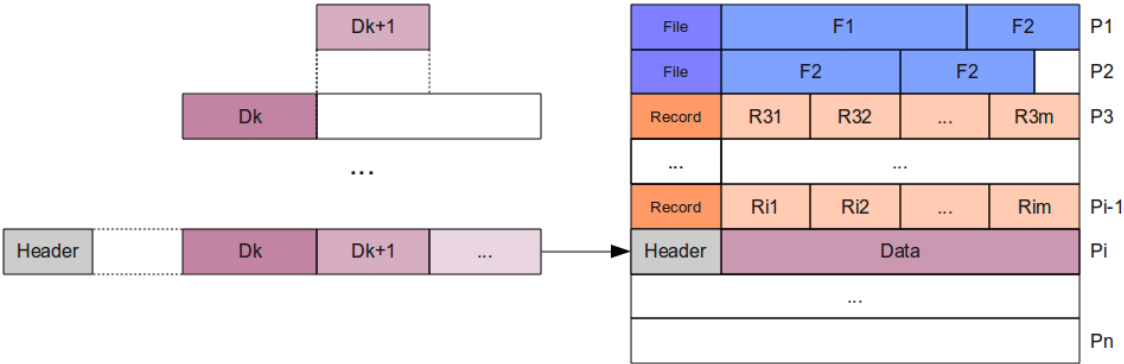 Dk+1
File F1 F2 P1
File F2 F2 P2
Dk
Record R31 R32 ... R3m P3
...
... ...
Record Ri1 Ri2 ... Rim Pi-1
Header Dk Dk+1 ...
Header Data Pi
...
Pn